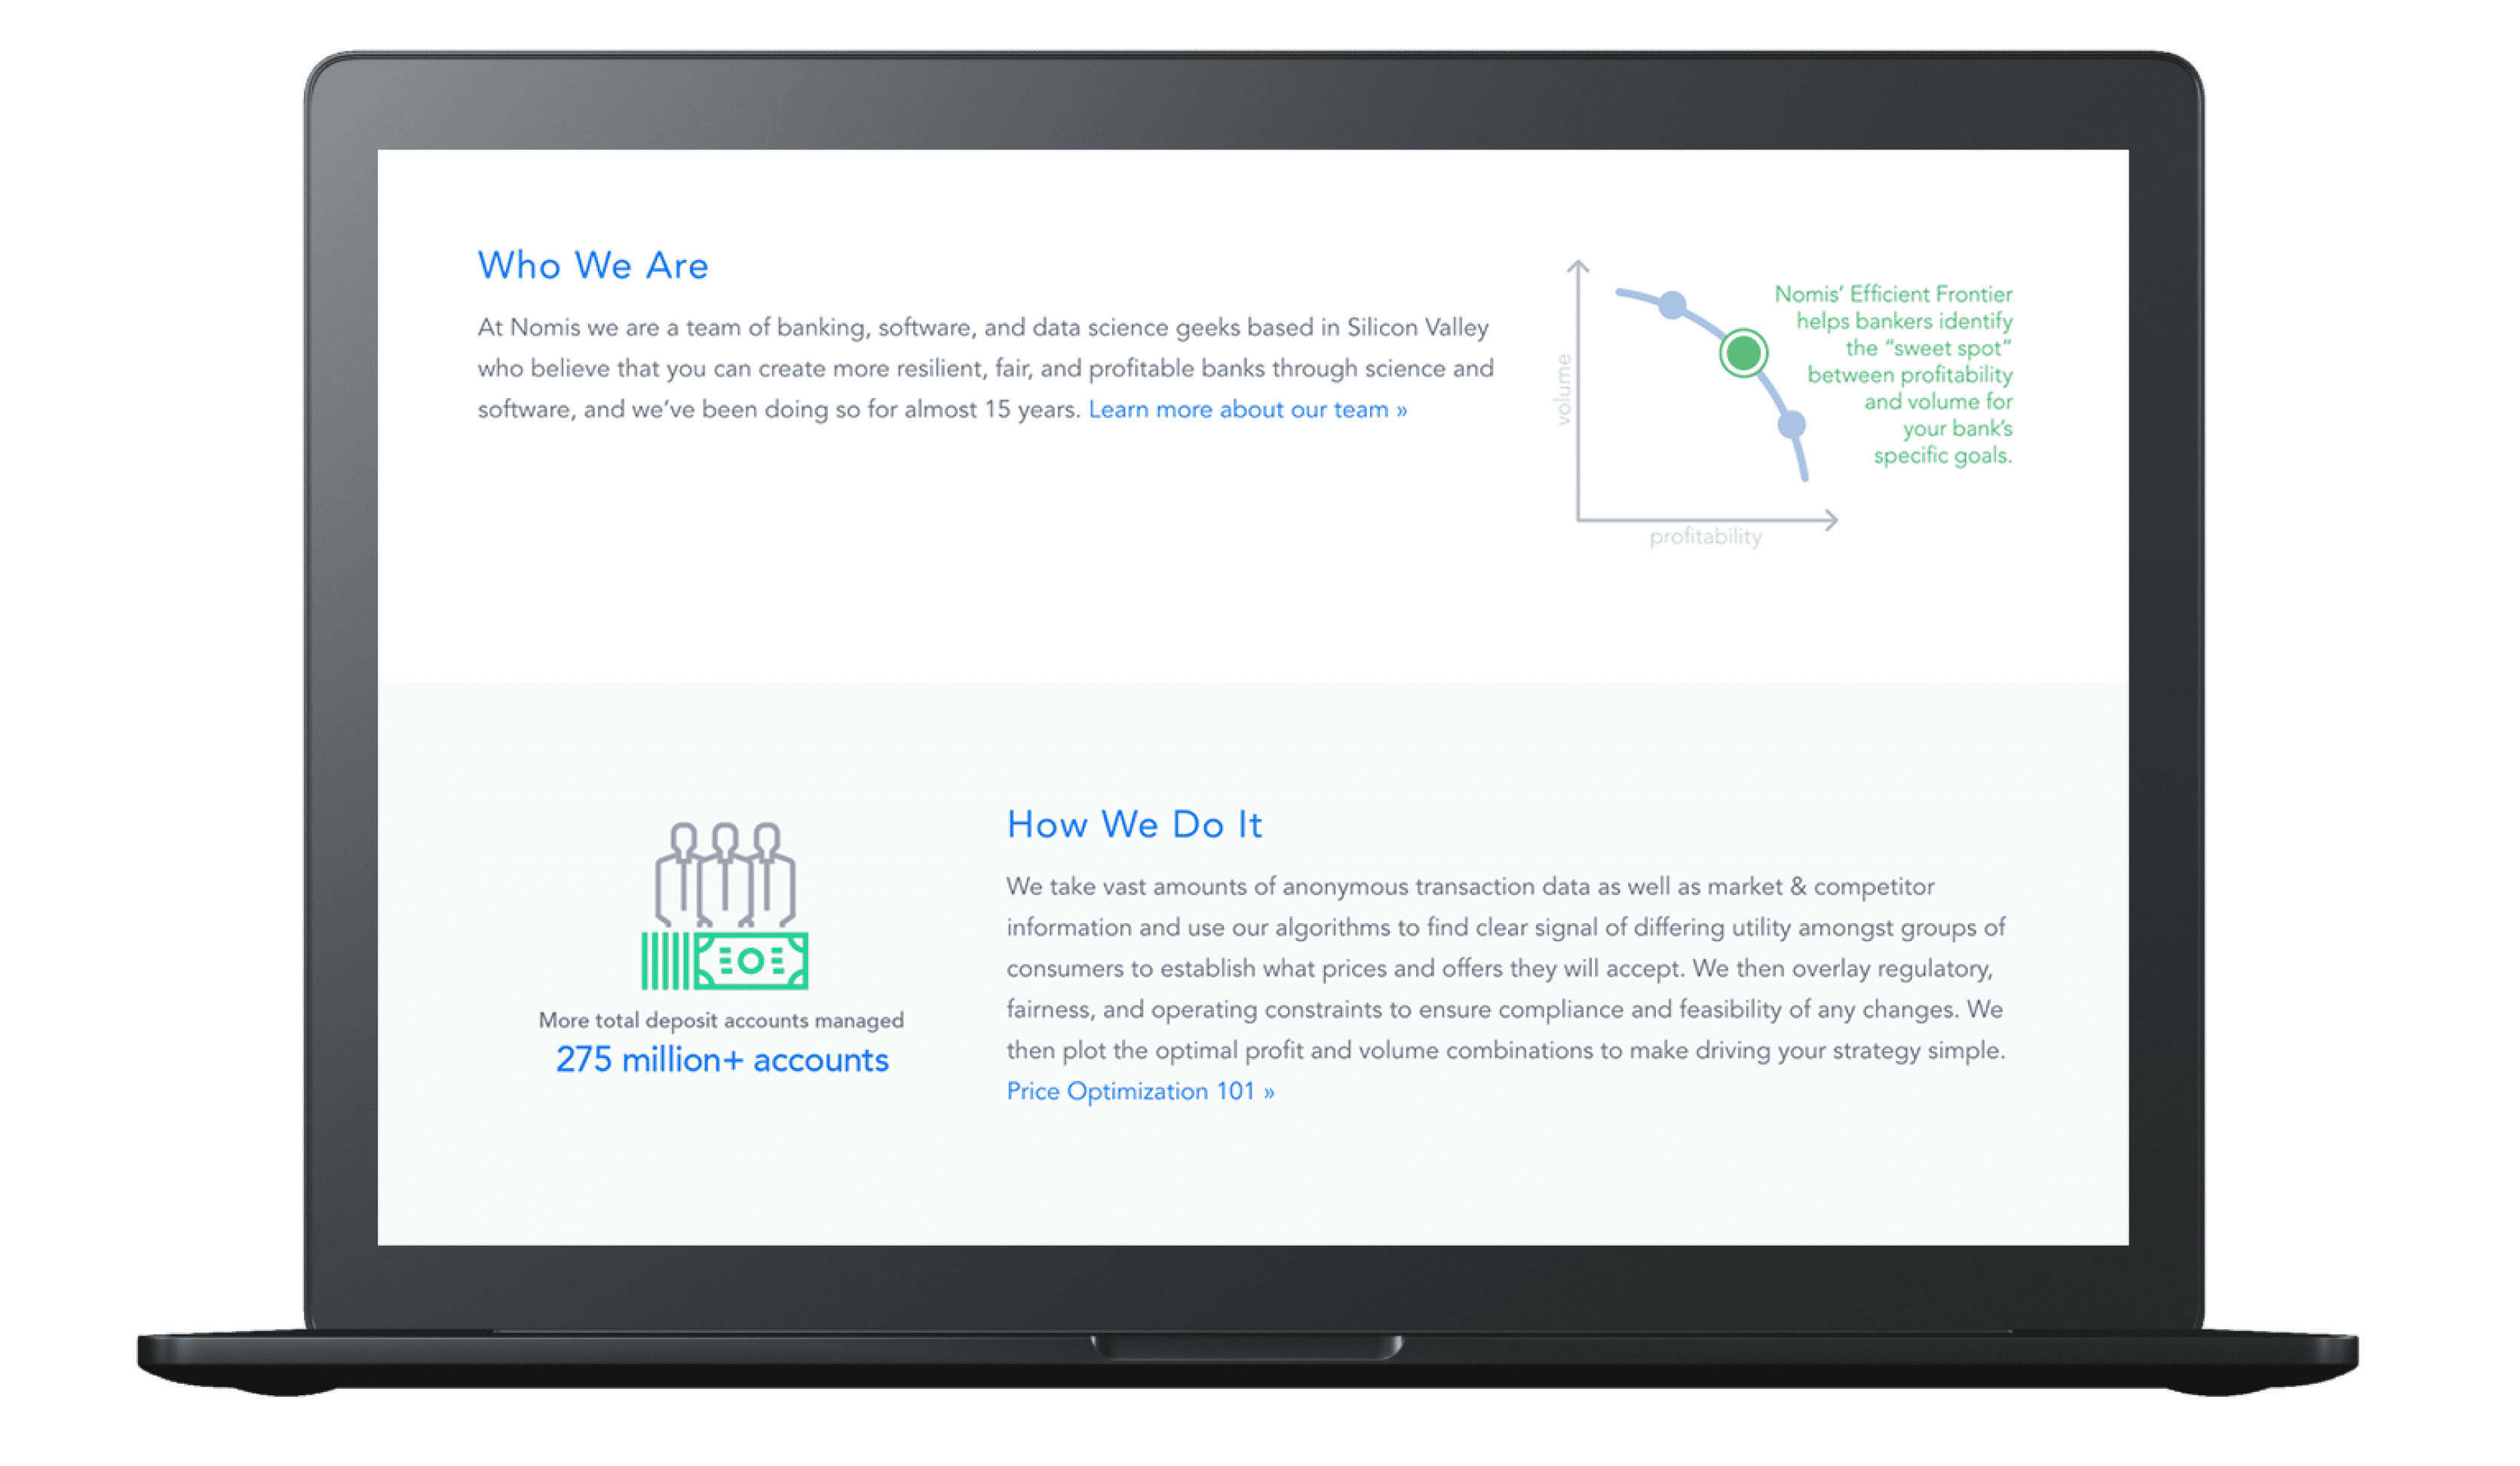 Who We Are
At Nomis we are a team of banking, software, and data science geeks based in Silicon Valley
who believe that you can create more resilient, fair, and profitable banks through science and
software, and we’ve been doing so for almost 15 years. Learn more about our team »
volume
profitability
Nomis’ Efficient Frontier
helps bankers identify
the “sweet spot”
between profitability
and volume for
your bank’s
specific goals.
More total deposit accounts managed
275 million+ accounts
How We Do It
We take vast amounts of anonymous transaction data as well as market & competitor
information and use our algorithms to find clear signal of differing utility amongst groups of
consumers to establish what prices and offers they will accept. We then overlay regulatory,
fairness, and operating constraints to ensure compliance and feasibility of any changes. We
then plot the optimal profit and volume combinations to make driving your strategy simple.
Price Optimization 101 »